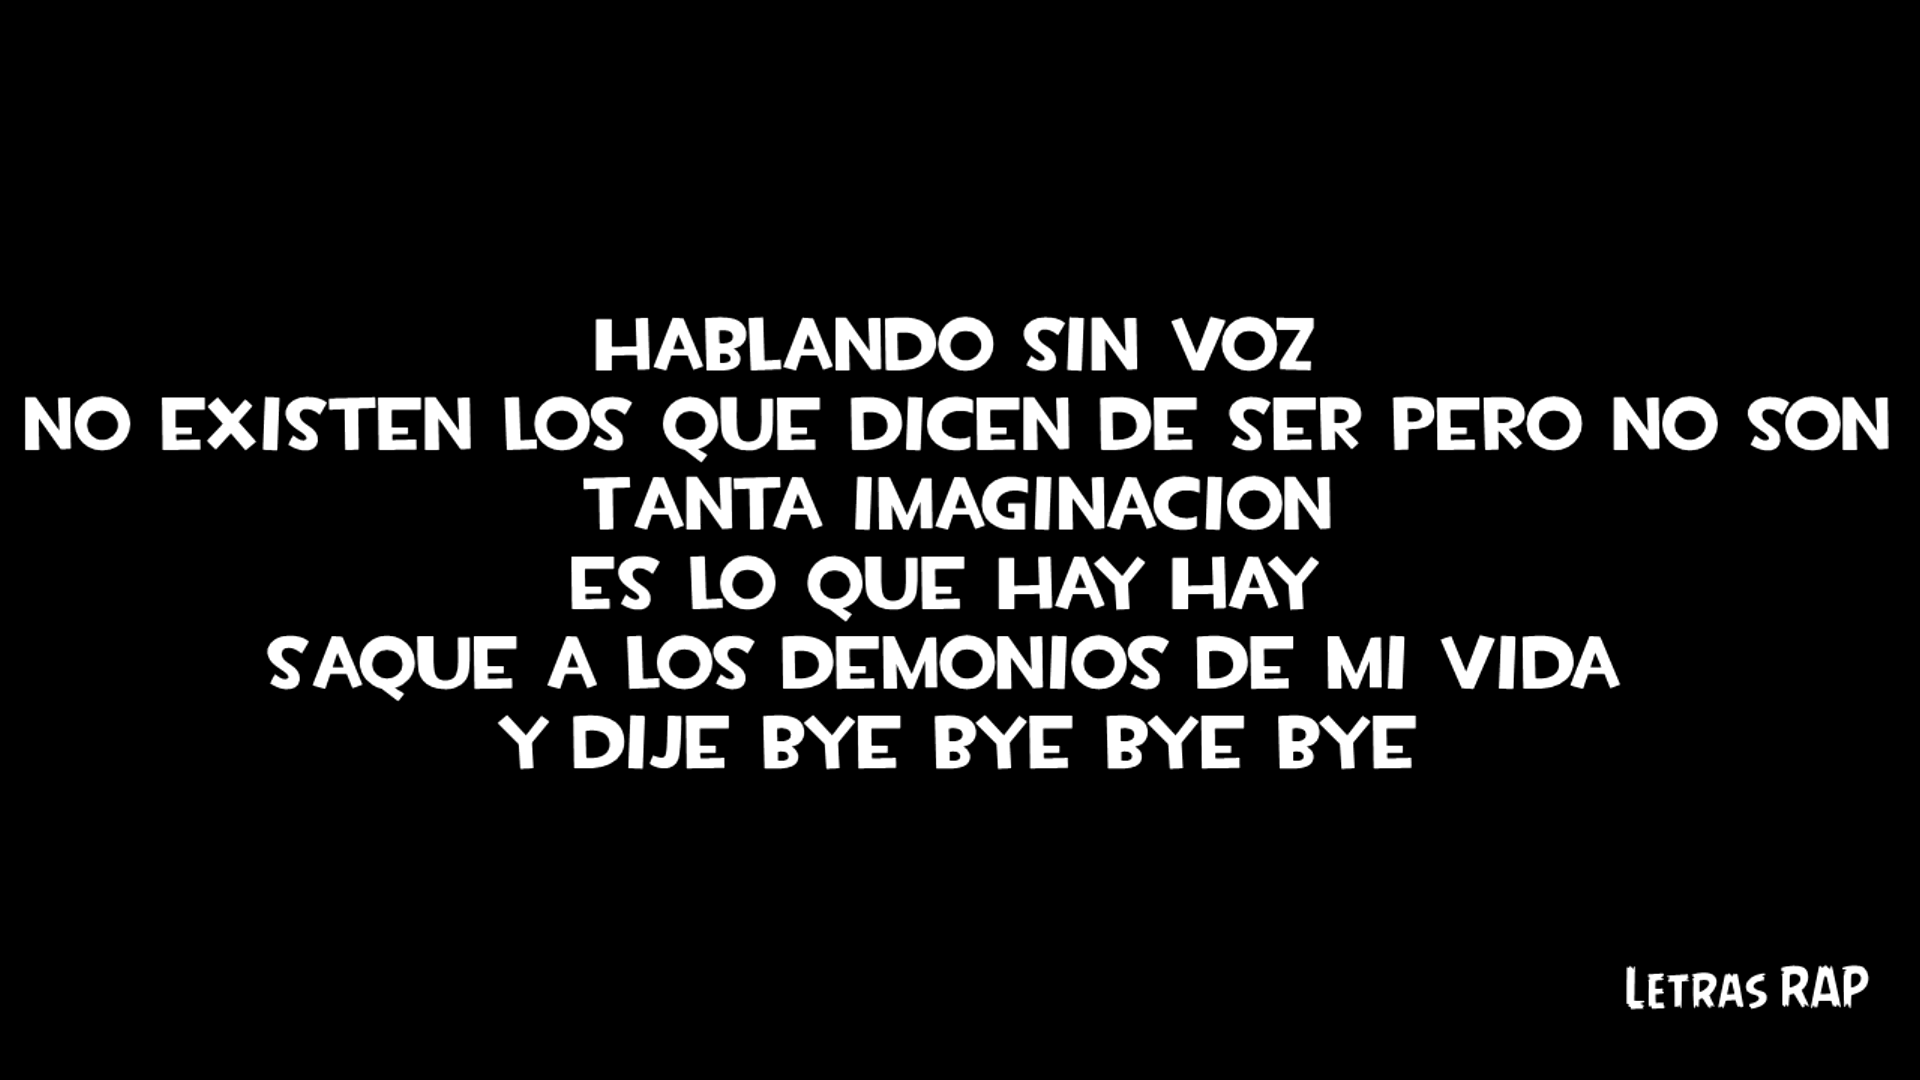 HABLANDO SIN VOZ
NO EXISTEN LOS QUE DICEN DE SER PERO NO SON
TANTA IMAGINACION
ES LO QUE HAY HAY
SAQUE A LOS DEMONIOS DE MI VIDA
Y DIJE BYE BYE BYE BYE
LETRAS RAP